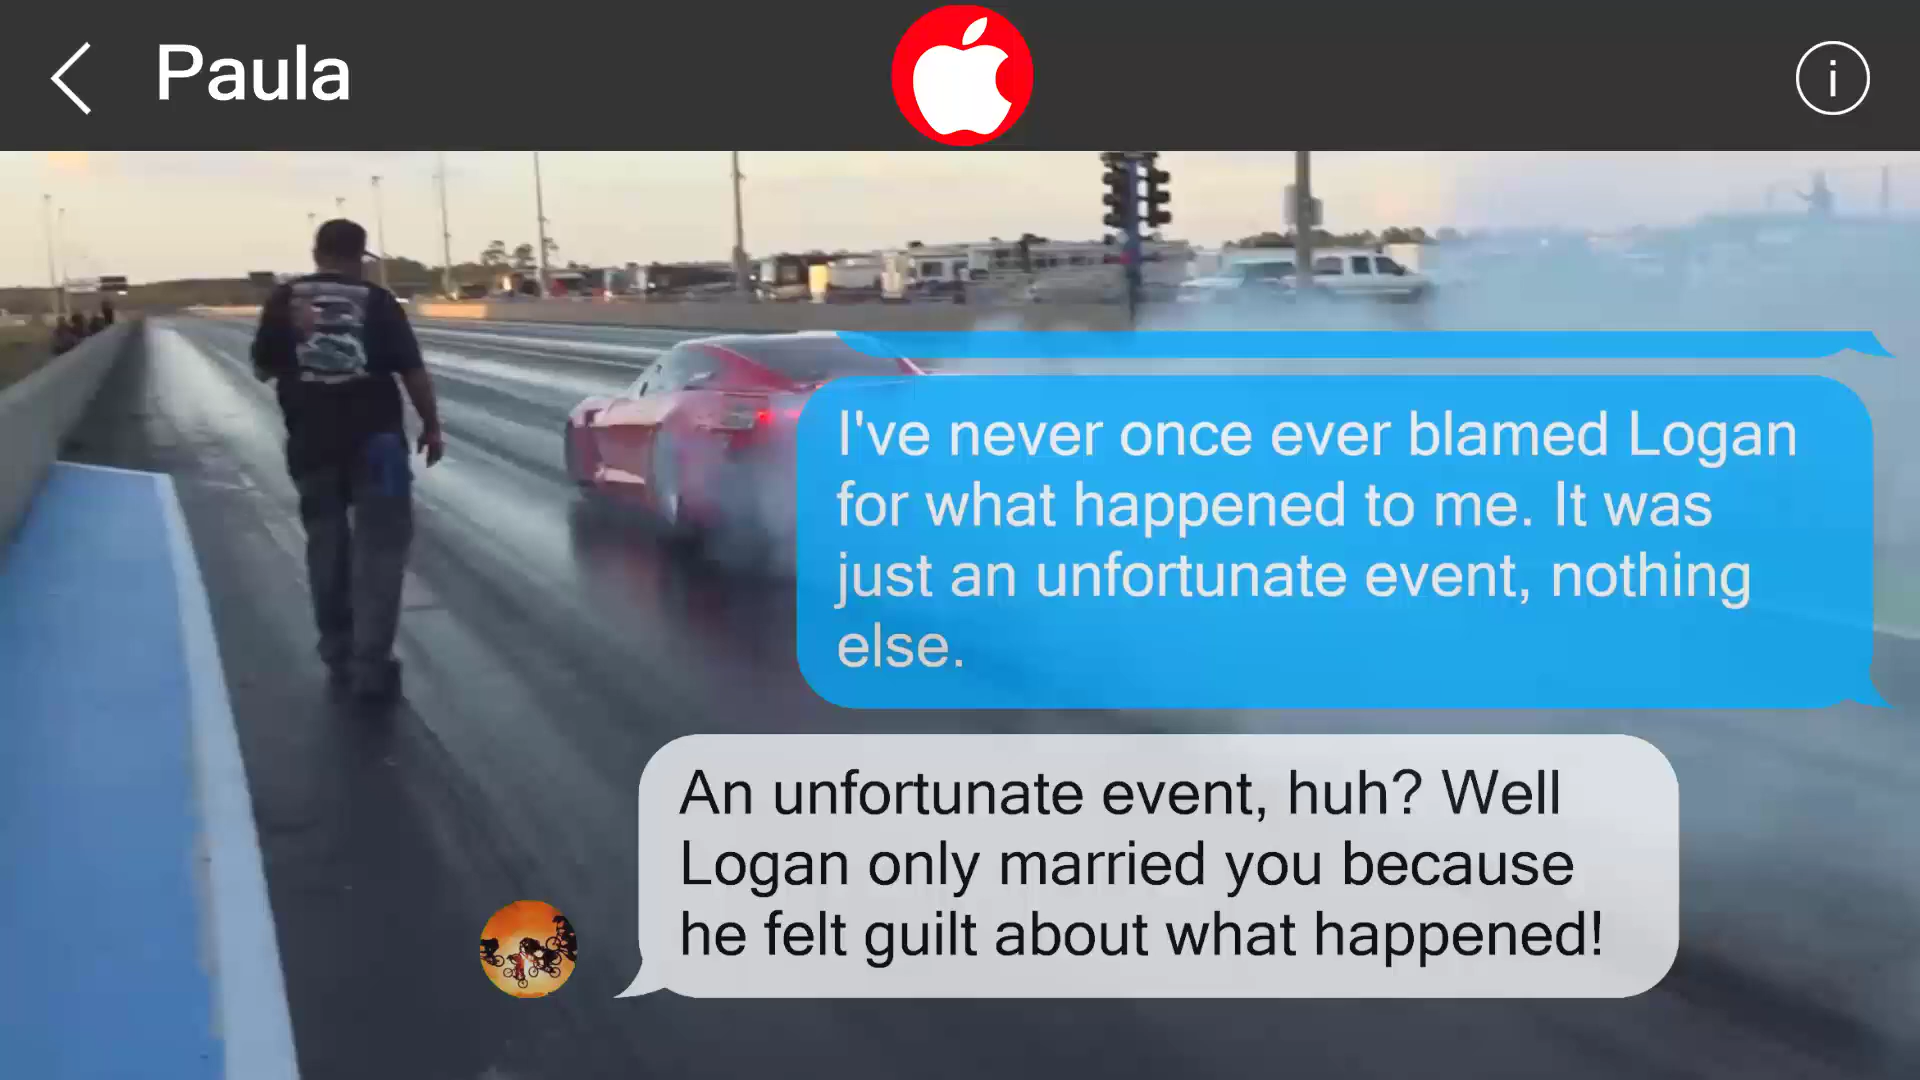 Paula
i
I've never once ever blamed Logan
for what happened to me. It was
just an unfortunate event, nothing
else.
An unfortunate event, huh? Well
Logan only married you because
he felt guilt about what happened!